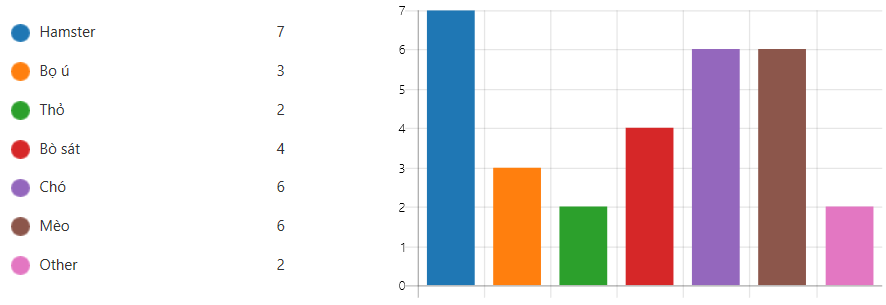 Hamster 7
Bọ ú 3
Thỏ 2
Bò sát 4
Chó 6
Mèo 6
Other 2
7
6
5
4
3
2
1
0